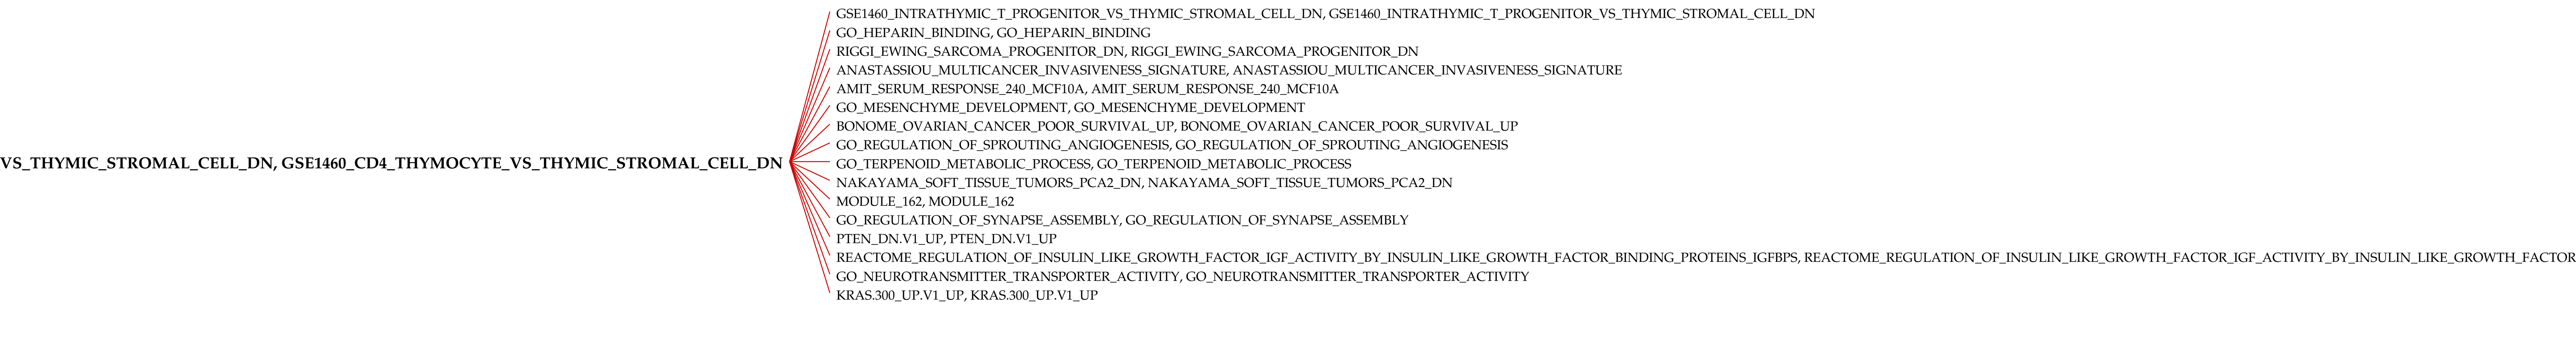 GSE1460_INTRATHYMIC_T_PROGENITOR_VS_THYMIC_STROMAL_CELL_DN, GSE1460_INTRATHYMIC_T_PROGENITOR_VS_THYMIC_STROMAL_CELL_DN
GO_HEPARIN_BINDING, GO_HEPARIN_BINDING
RIGGI_EWING_SARCOMA_PROGENITOR_DN, RIGGI_EWING_SARCOMA_PROGENITOR_DN
ANASTASSIOU_MULTICANCER_INVASIVENESS_SIGNATURE, ANASTASSIOU_MULTICANCER_INVASIVENESS_SIGNATURE
AMIT_SERUM_RESPONSE_240_MCF10A, AMIT_SERUM_RESPONSE_240_MCF10A
GO_MESENCHYME_DEVELOPMENT, GO_MESENCHYME_DEVELOPMENT
BONOME_OVARIAN_CANCER_POOR_SURVIVAL_UP, BONOME_OVARIAN_CANCER_POOR_SURVIVAL_UP
GO_REGULATION_OF_SPROUTING_ANGIOGENESIS, GO_REGULATION_OF_SPROUTING_ANGIOGENESIS
VS_THYMIC_STROMAL_CELL_DN, GSE1460_CD4_THYMOCYTE_VS_THYMIC_STROMAL_CELL_DN
GO_TERPENOID_METABOLIC_PROCESS, GO_TERPENOID_METABOLIC_PROCESS
NAKAYAMA_SOFT_TISSUE_TUMORS_PCA2_DN, NAKAYAMA_SOFT_TISSUE_TUMORS_PCA2_DN
MODULE_162, MODULE_162
GO_REGULATION_OF_SYNAPSE_ASSEMBLY, GO_REGULATION_OF_SYNAPSE_ASSEMBLY
PTEN_DN.V1_UP, PTEN_DN.V1_UP
REACTOME_REGULATION_OF_INSULIN_LIKE_GROWTH_FACTOR_IGF_ACTIVITY_BY_INSULIN_LIKE_GROWTH_FACTOR_BINDING_PROTEINS_IGFBPS, REACTOME_REGULATION_OF_INSULIN_LIKE_GROWTH_FACTOR_IGF_ACTIVITY_BY_INSULIN_LIKE_GROWTH_FACTOR
GO_NEUROTRANSMITTER_TRANSPORTER_ACTIVITY, GO_NEUROTRANSMITTER_TRANSPORTER_ACTIVITY
KRAS.300_UP.V1_UP, KRAS.300_UP.V1_UP